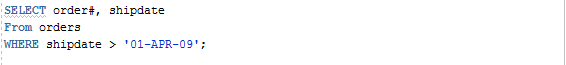 SELECT order#, shipdate
From orders
WHERE shipdate > '01-APR-09';